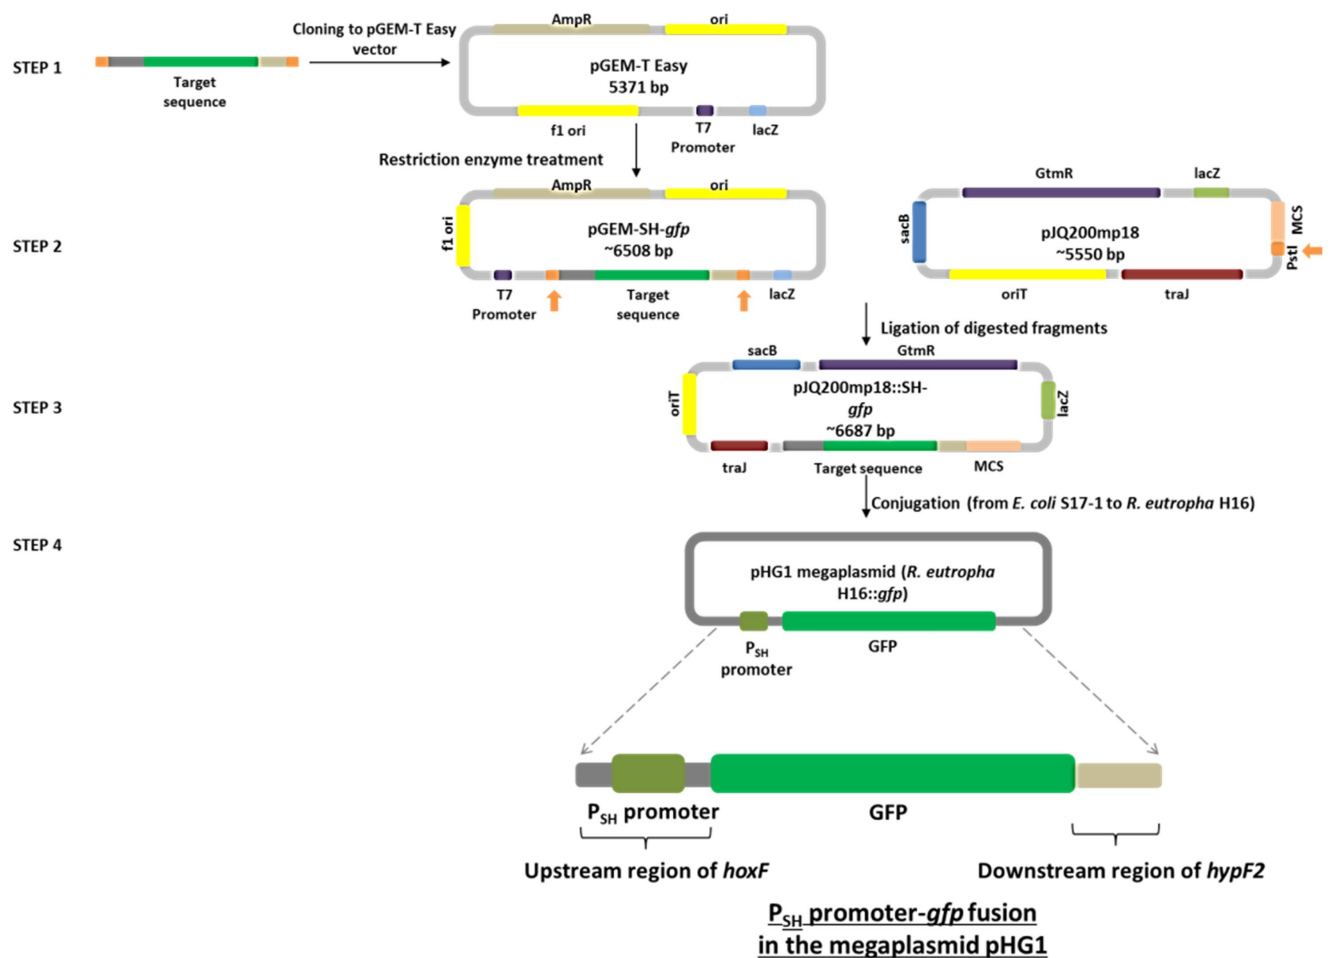 STEP 1
Target
sequence
Cloning to pGEM-T Easy
vector
AmpR
ori
pGEM-T Easy
5371 bp
f1 ori
T7
Promoter
lacZ
Restriction enzyme treatment
STEP 2
AmpR
ori
f1 ori
pGEM-SH-gfp
~6508 bp
T7
Promoter
Target
sequence
lacZ
GtmR
lacZ
sacB
pJQ200mp18
~5550 bp
MCS
PstI
oriT
traJ
Ligation of digested fragments
STEP 3
sacB
GtmR
oriT
pJQ200mp18::SH-
gfp
~6687 bp
lacZ
traJ
Target sequence
MCS
Conjugation (from E. coli S17-1 to R. eutropha H16)
STEP 4
pHG1 megaplasmid (R. eutropha
H16::gfp)
PSH
promoter
GFP
PSH promoter
GFP
Upstream region of hoxF
Downstream region of hypF2
PSH promoter-gfp fusion
in the megaplasmid pHG1